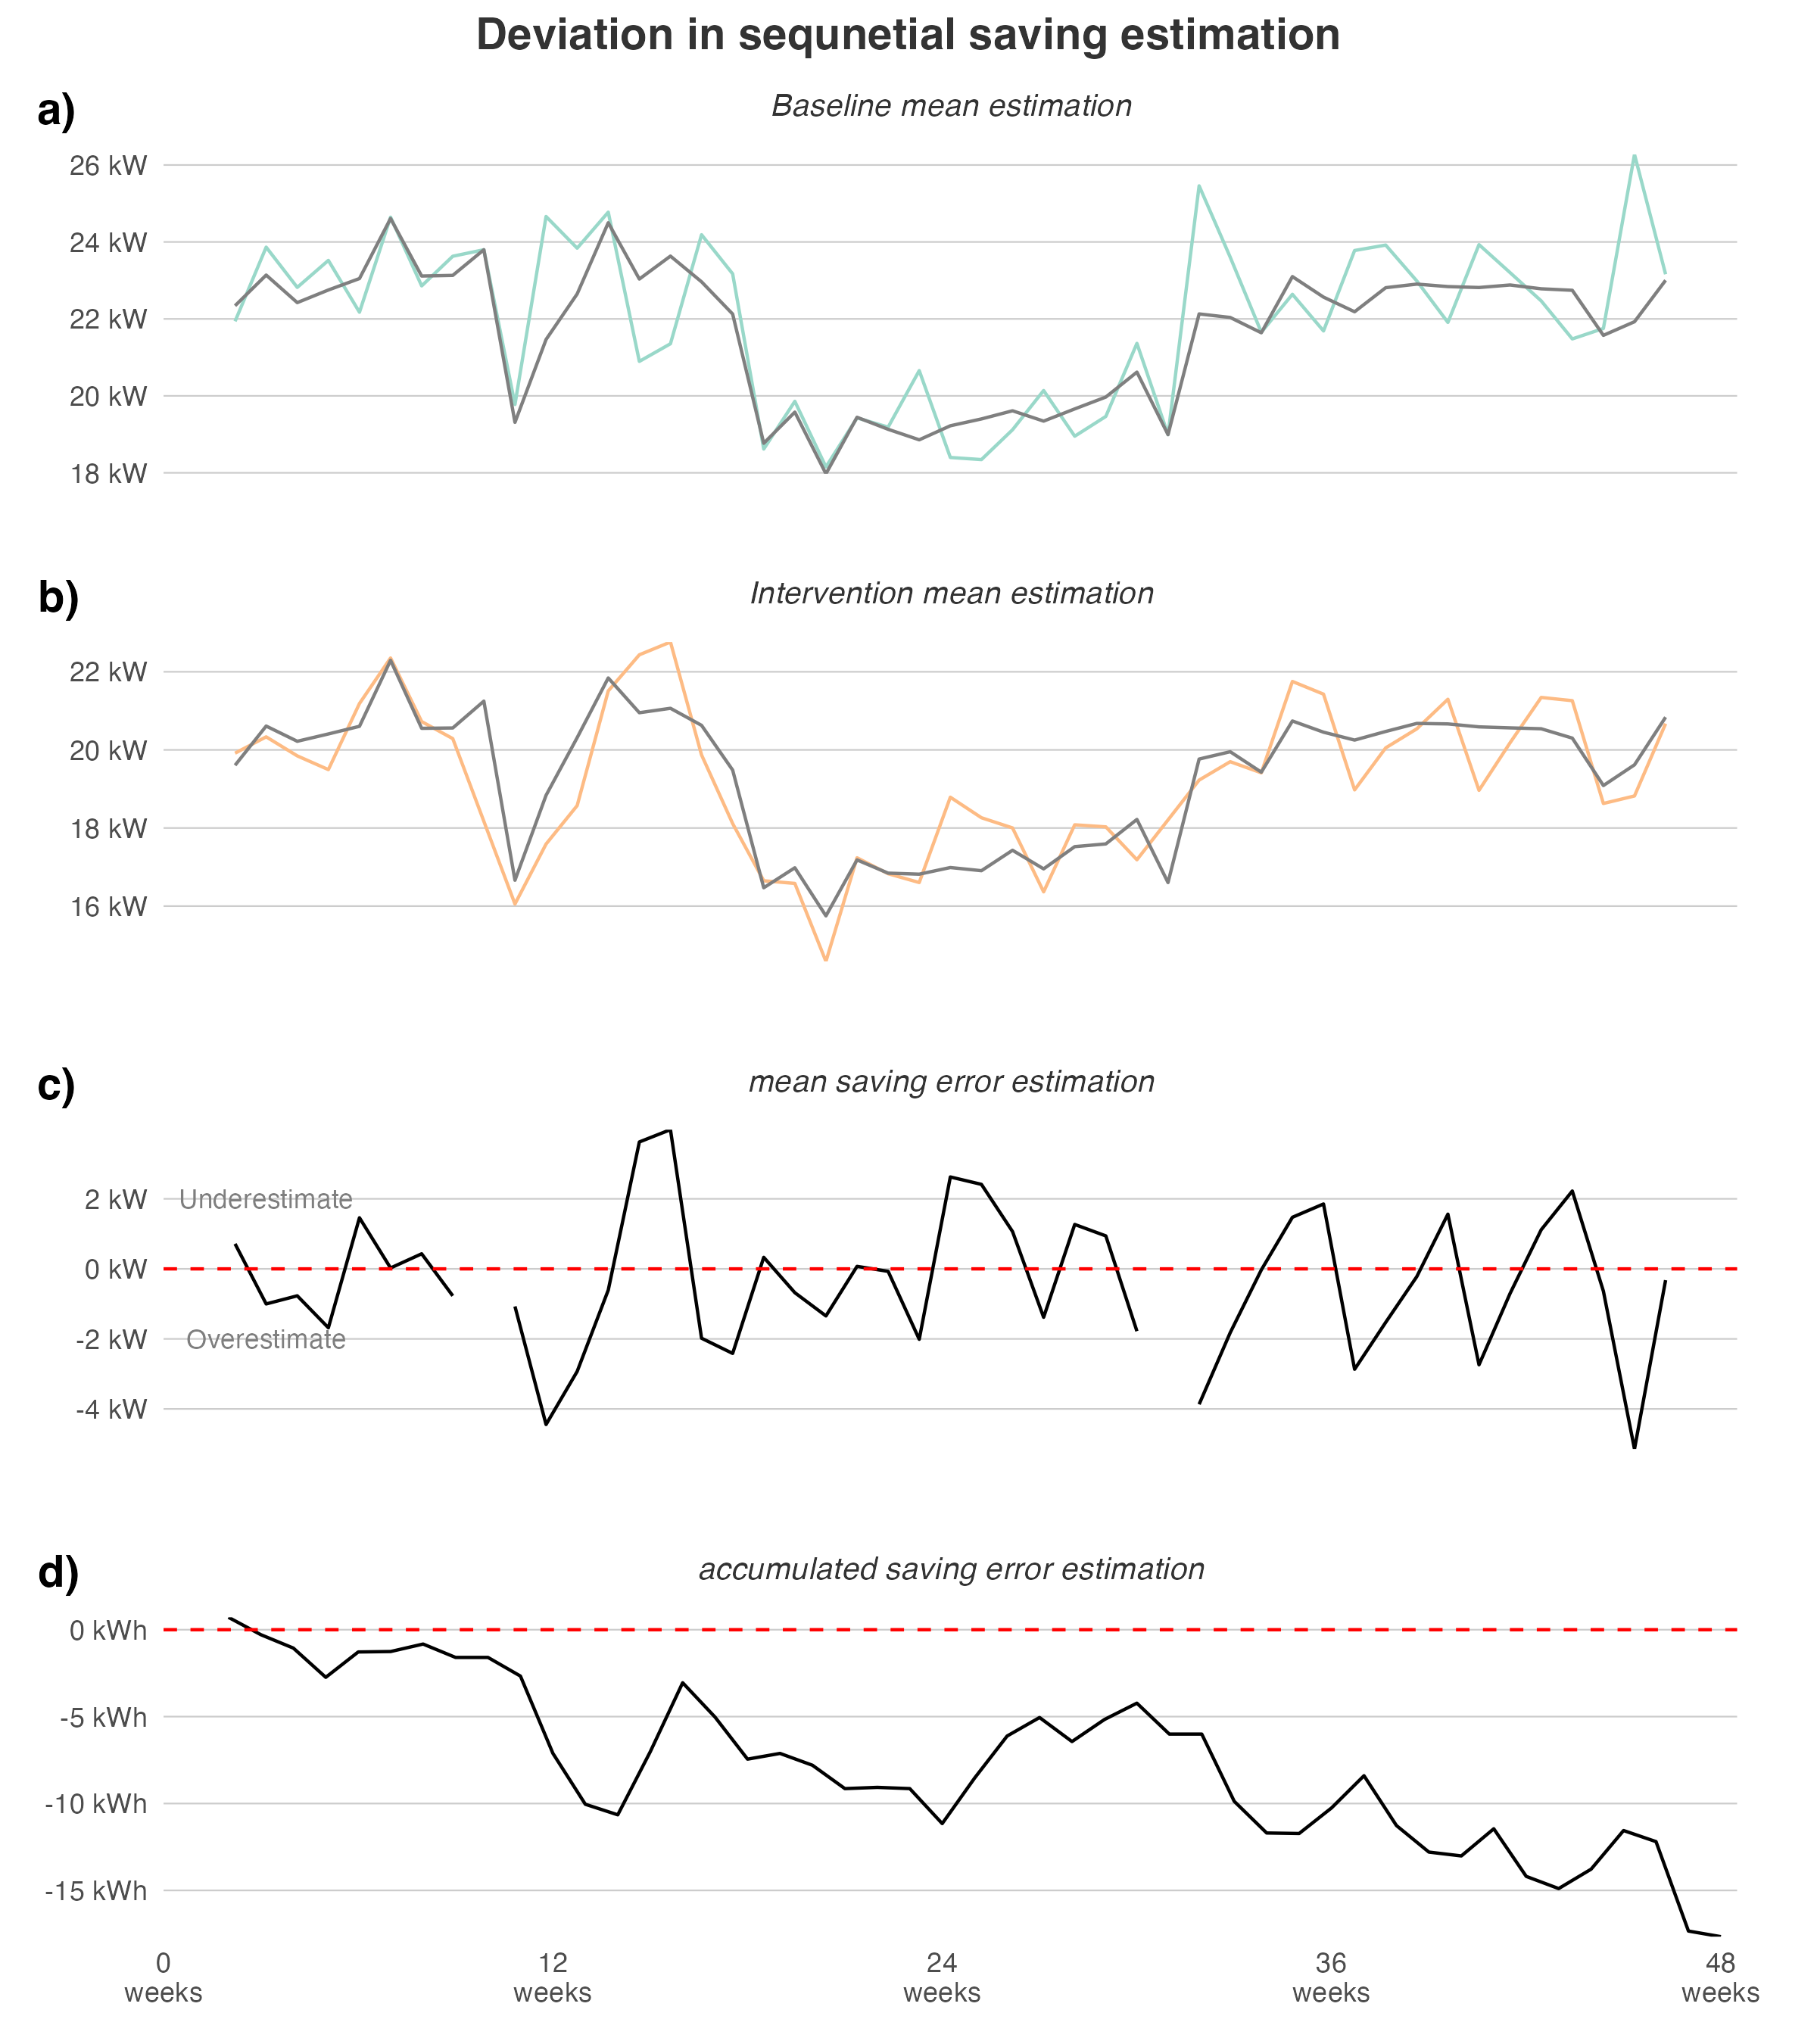 Deviation in sequnetial saving estimation
a)
Baseline mean estimation
26 kW
24 kW
22 kW
20 kW
18 kW
b)
Intervention mean estimation
22 kW
20 kW
18 kW
16 kW
c)
mean saving error estimation
2 kW
Underestimate
0 kW
-2 kW
Overestimate
-4 kW
d)
accumulated saving error estimation
0 kWh
-5 kWh
-10 kWh
-15 kWh
0 12 24 36 48
weeks weeks weeks weeks weeks